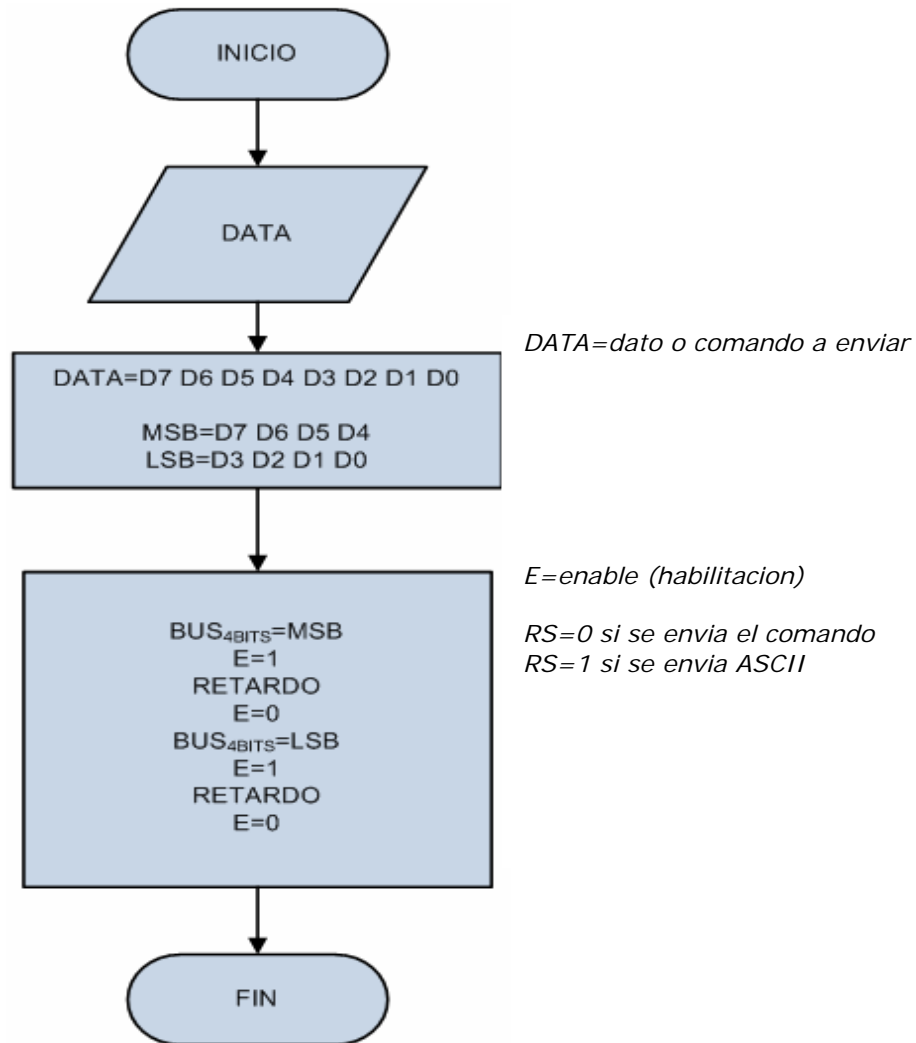 INICIO
DATA
DATA=dato o comando a enviar
DATA=D7 D6 D5 D4 D3 D2 D1 D0
MSB=D7 D6 D5 D4
LSB=D3 D2 D1 D0
E=enable (habilitacion)
RS=0 si se envia el comando
RS=1 si se envia ASCII
BUS4BITS=MSB
E=1
RETARDO
E=0
BUS4BITS=LSB
E=1
RETARDO
E=0
FIN